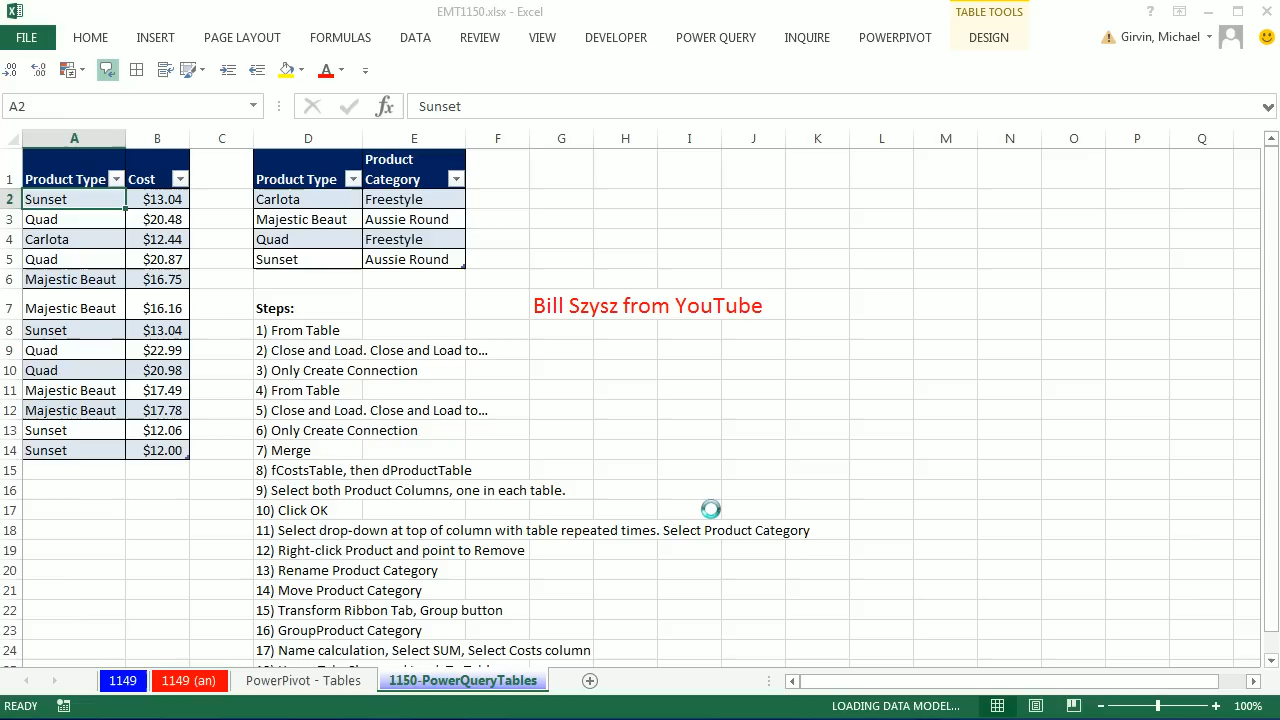 EMT1150.xlsx - Excel
TABLE TOOLS
FILE HOME INSERT PAGE LAYOUT FORMULAS DATA REVIEW VIEW DEVELOPER POWER QUERY INQUIRE POWERPIVOT DESIGN Girvin, Michael
A2 fx Sunset
A B C D E F G H I J K L M N O P Q
1 Product Type Cost Product Type Product Category
2 Sunset $13.04 Carlota Freestyle
3 Quad $20.48 Majestic Beaut Aussie Round
4 Carlota $12.44 Quad Freestyle
5 Quad $20.87 Sunset Aussie Round
6 Majestic Beaut $16.75
7 Majestic Beaut $16.16 Steps: Bill Szysz from YouTube
8 Sunset $13.04 1) From Table
9 Quad $22.99 2) Close and Load. Close and Load to...
10 Quad $20.98 3) Only Create Connection
11 Majestic Beaut $17.49 4) From Table
12 Majestic Beaut $17.78 5) Close and Load. Close and Load to...
13 Sunset $12.06 6) Only Create Connection
14 Sunset $12.00 7) Merge
15 8) fCostsTable, then dProductTable
16 9) Select both Product Columns, one in each table.
17 10) Click OK
18 11) Select drop-down at top of column with table repeated times. Select Product Category
19 12) Right-click Product and point to Remove
20 13) Rename Product Category
21 14) Move Product Category
22 15) Transform Ribbon Tab, Group button
23 16) GroupProduct Category
24 17) Name calculation, Select SUM, Select Costs column
1149 1149 (an) PowerPivot - Tables 1150-PowerQueryTables
LOADING DATA MODEL... 100%